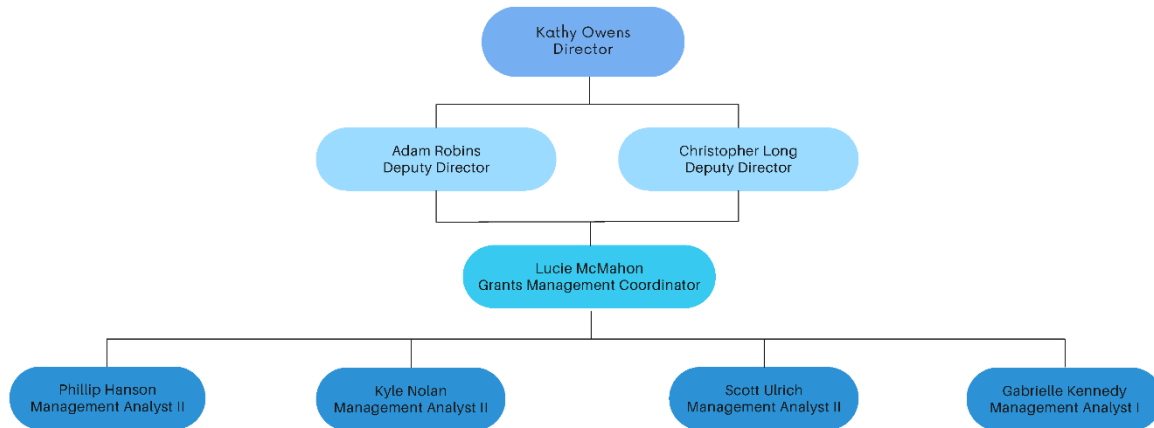 Kathy Owens
Director
Adam Robins
Deputy Director
Christopher Long
Deputy Director
Lucie McMahon
Grants Management Coordinator
Phillip Hanson
Management Analyst II
Kyle Nolan
Management Analyst II
Scott Ulrich
Management Analyst II
Gabrielle Kennedy
Management Analyst I